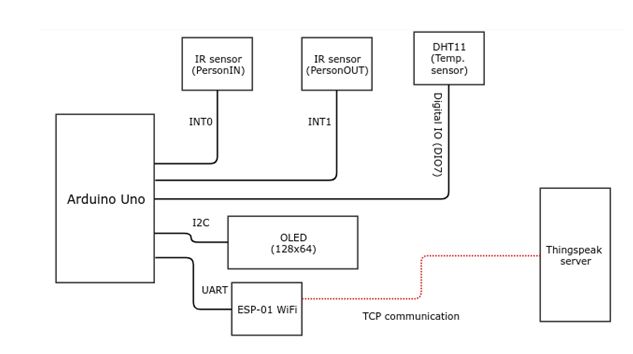 IR sensor
(PersonIN)
IR sensor
(PersonOUT)
DHT11
(Temp.
sensor)
INT0
INT1
Digital IO (DIO7)
Arduino Uno
I2C
OLED
(128x64)
Thingspeak
server
UART
ESP-01 WiFi
TCP communication